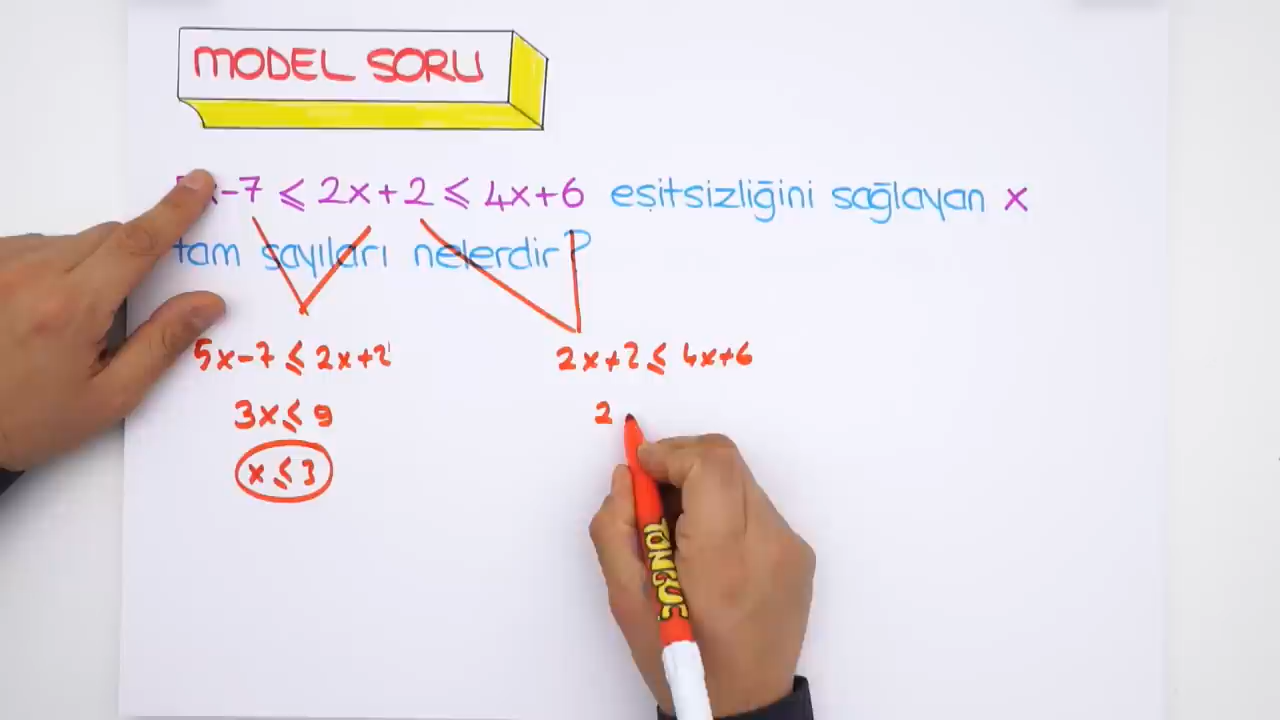 MODEL SORU
x-7 ≤ 2x+2 ≤ 4x+6 eşitsizliğini sağlayan x
tam sayıları nelerdir?
5x-7 ≤ 2x+2
2x+2 ≤ 4x+6
3x ≤ 9
2
x ≤ 3